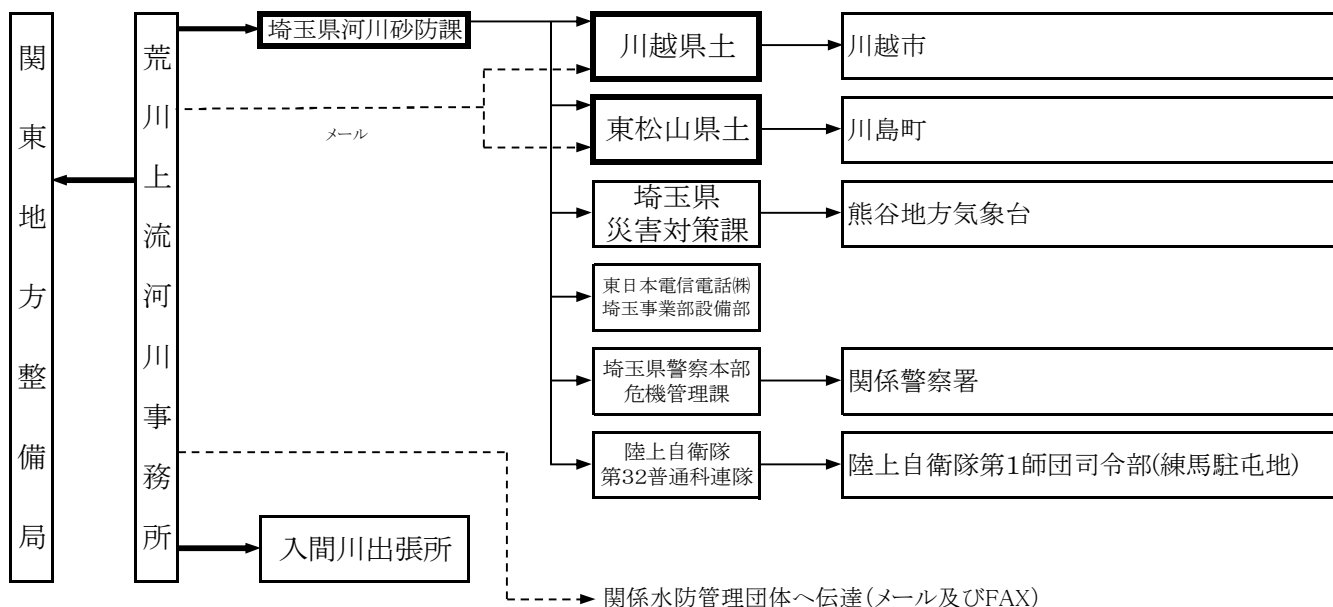 関東地方整備局
荒川上流河川事務所
埼玉県河川砂防課
メール
川越県土
川越市
東松山県土
川島町
埼玉県
災害対策課
熊谷地方気象台
東日本電信電話㈱
埼玉事業部設備部
埼玉県警察本部
危機管理課
関係警察署
陸上自衛隊
第32普通科連隊
陸上自衛隊第1師団司令部(練馬駐屯地)
入間川出張所
関係水防管理団体へ伝達(メール及びFAX)